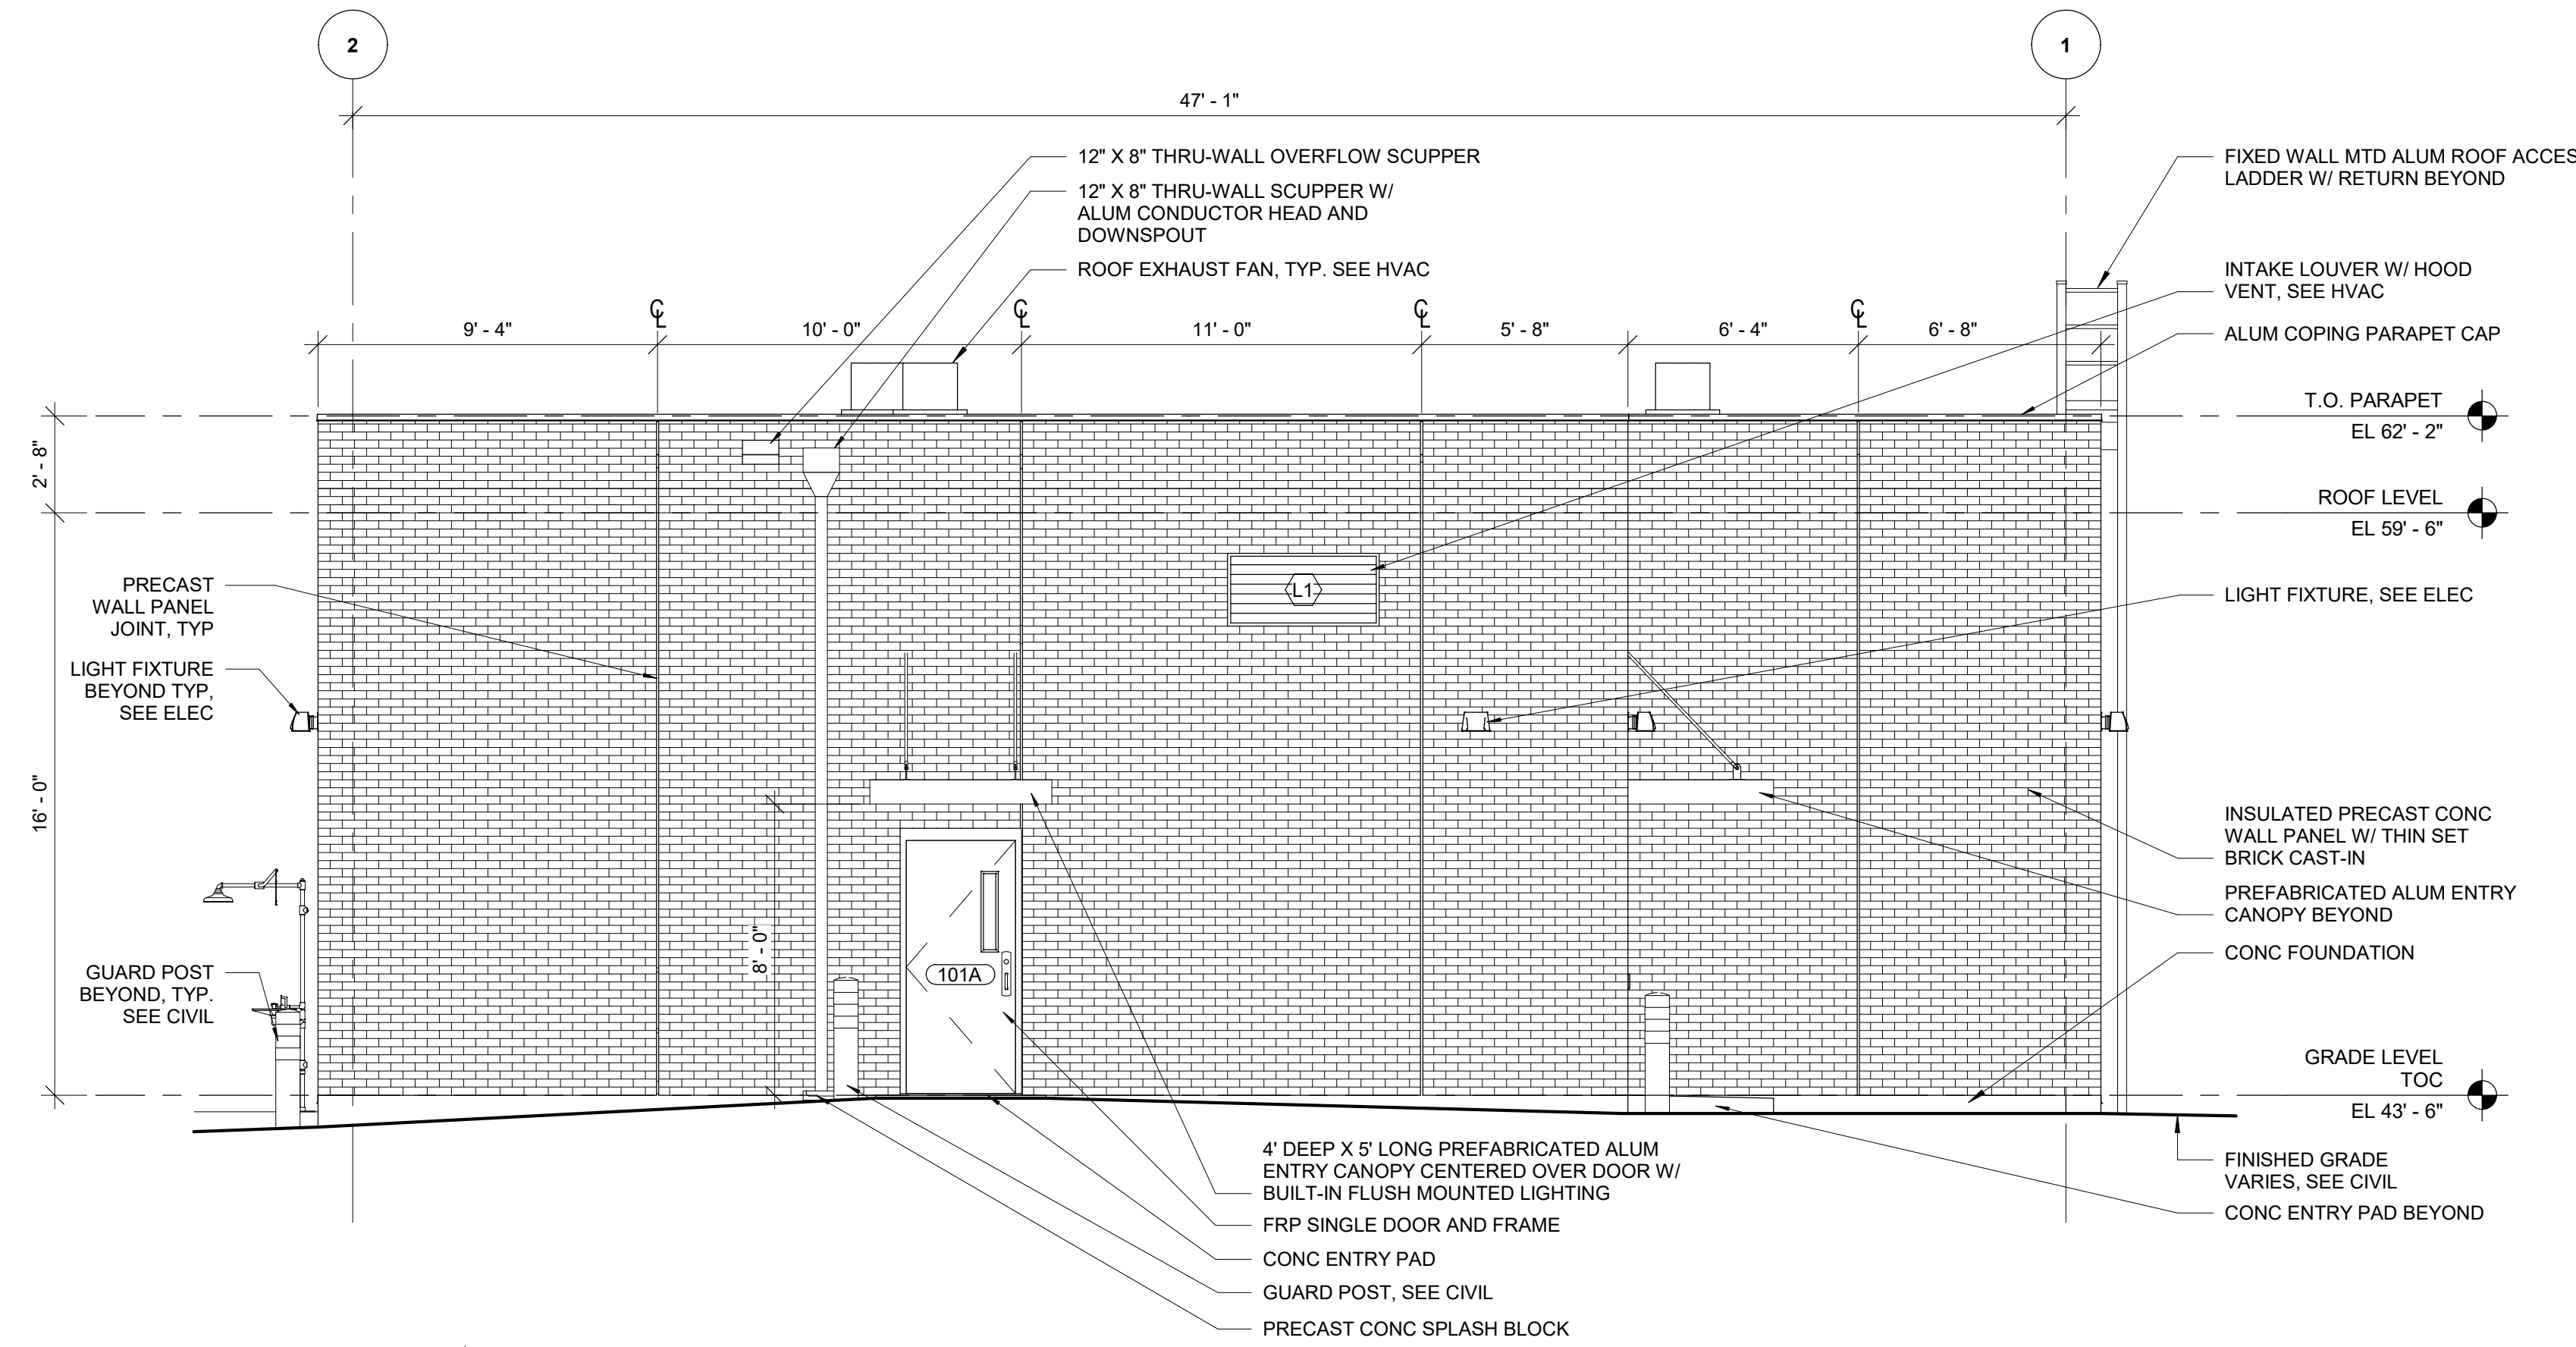 2
1
47' - 1"
12" X 8" THRU-WALL OVERFLOW SCUPPER
12" X 8" THRU-WALL SCUPPER W/
ALUM CONDUCTOR HEAD AND
DOWNSPOUT
ROOF EXHAUST FAN, TYP. SEE HVAC
FIXED WALL MTD ALUM ROOF ACCES
LADDER W/ RETURN BEYOND
INTAKE LOUVER W/ HOOD
VENT, SEE HVAC
ALUM COPING PARAPET CAP
CL
CL
CL
CL
9' - 4"
10' - 0"
11' - 0"
5' - 8"
6' - 4"
6' - 8"
T.O. PARAPET
EL 62' - 2"
ROOF LEVEL
EL 59' - 6"
2' - 8"
16' - 0"
L1
PRECAST
WALL PANEL
JOINT, TYP
LIGHT FIXTURE
BEYOND TYP,
SEE ELEC
LIGHT FIXTURE, SEE ELEC
8' - 0"
101A
GUARD POST
BEYOND, TYP.
SEE CIVIL
INSULATED PRECAST CONC
WALL PANEL W/ THIN SET
BRICK CAST-IN
PREFABRICATED ALUM ENTRY
CANOPY BEYOND
CONC FOUNDATION
GRADE LEVEL
TOC
EL 43' - 6"
4' DEEP X 5' LONG PREFABRICATED ALUM
ENTRY CANOPY CENTERED OVER DOOR W/
BUILT-IN FLUSH MOUNTED LIGHTING
FRP SINGLE DOOR AND FRAME
CONC ENTRY PAD
GUARD POST, SEE CIVIL
PRECAST CONC SPLASH BLOCK
FINISHED GRADE
VARIES, SEE CIVIL
CONC ENTRY PAD BEYOND